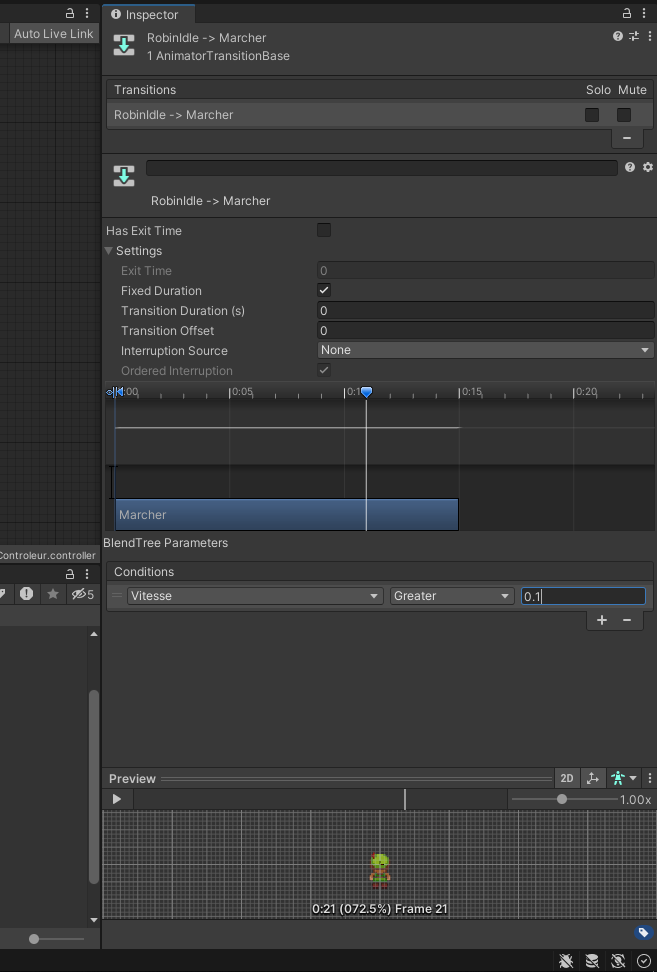 Inspector
Auto Live Link
RobinIdle -> Marcher
1 AnimatorTransitionBase
Transitions Solo Mute
RobinIdle -> Marcher
RobinIdle -> Marcher
Has Exit Time
Settings
Exit Time 0
Fixed Duration
Transition Duration (s) 0
Transition Offset 0
Interruption Source None
Ordered Interruption
:00 0:05 0:1 0:15 0:20
Marcher
BlendTree Parameters
Controleur.controller
Conditions
5
Vitesse Greater 0.1
Preview 2D
1.00x
0:21 (072.5%) Frame 21